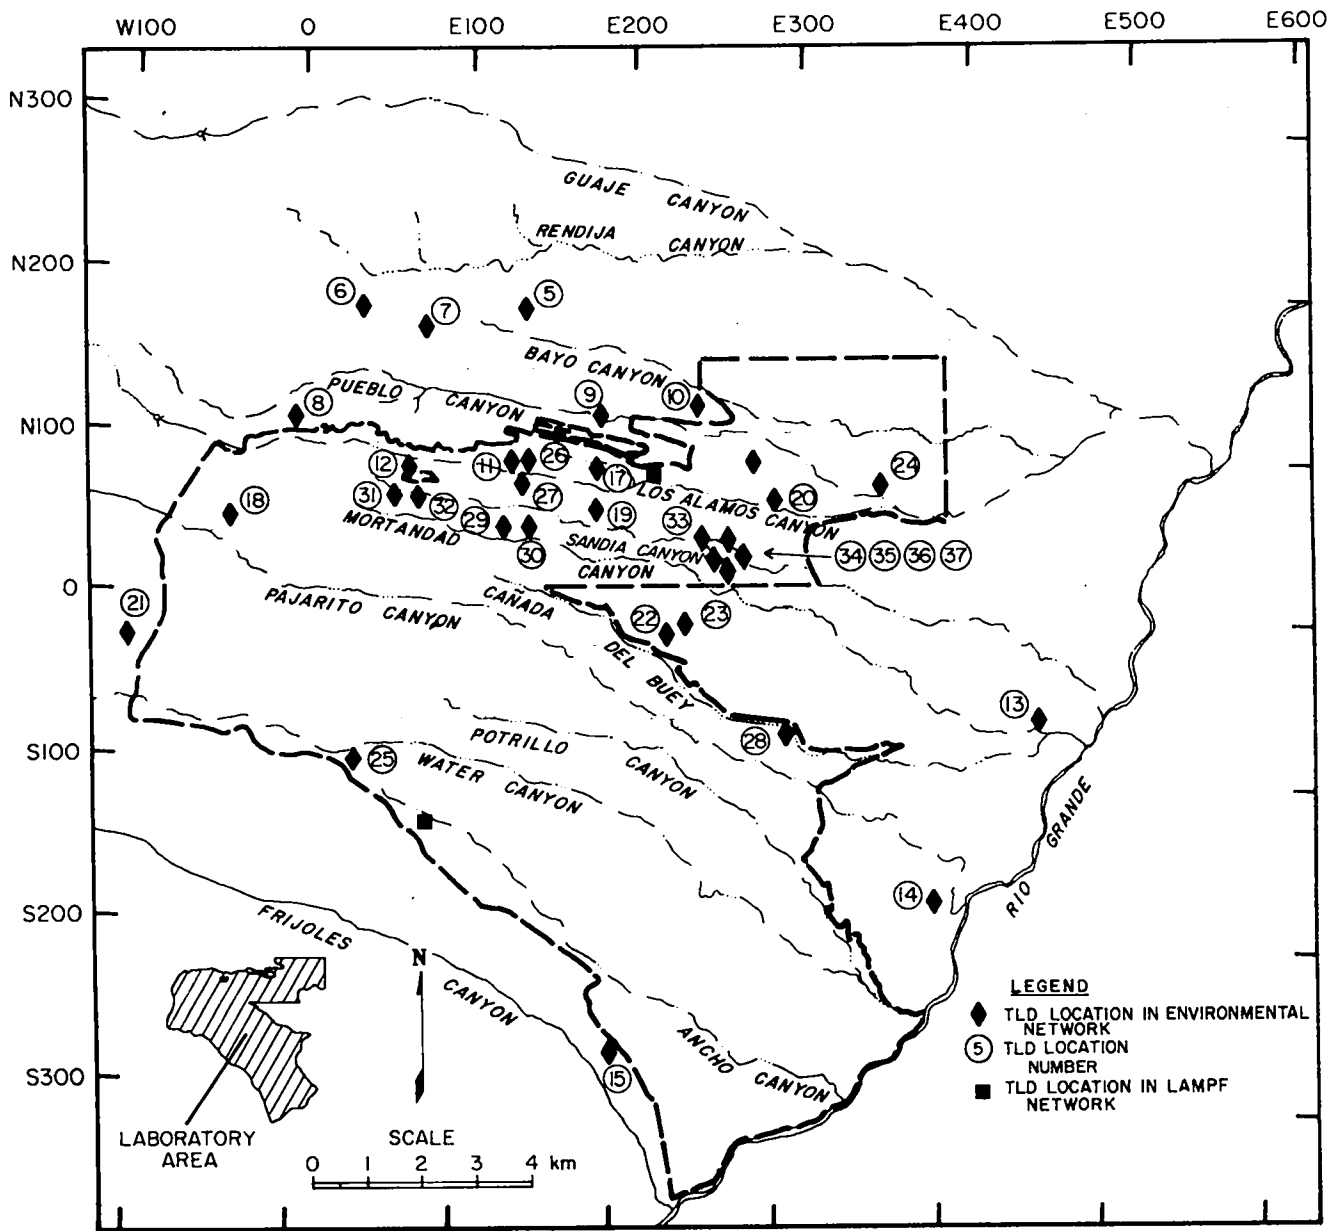 W100 0 E100 E200 E300 E400 E500 E600
N300
GUAJE CANYON
RENDIJA CANYON
N200
6 7 5
BAYO CANYON
PUEBLO CANYON
8 9 10
N100
12 11 26 17 24
31 32 27 20
LOS ALAMOS CANYON
18 29 19 33
MORTANDAD CANYON
30
SANDIA CANYON
34 35 36 37
0
21
PAJARITO CANYON
CAÑADA DEL BUEY
22 23
13
28
S100
25
POTRILLO CANYON
WATER CANYON
14
RIO GRANDE
S200
FRIJOLES CANYON
N
ANCHO CANYON
S300
15
LABORATORY
AREA
SCALE
0 1 2 3 4 km
LEGEND
TLD LOCATION IN ENVIRONMENTAL
NETWORK
5 TLD LOCATION
NUMBER
TLD LOCATION IN LAMPF
NETWORK